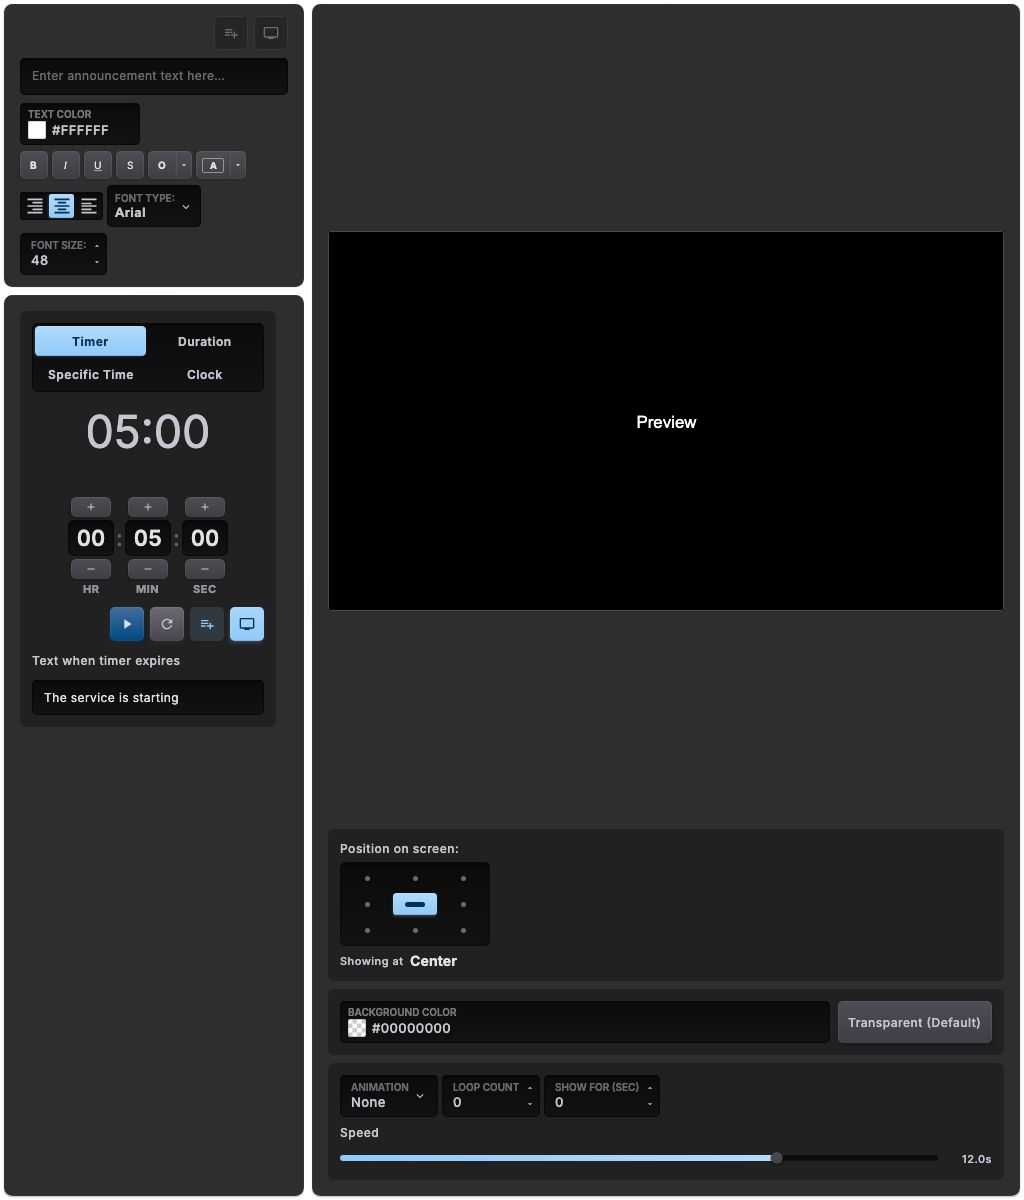 Enter announcement text here...
TEXT COLOR
#FFFFFF
B I U S O A
FONT TYPE:
Arial
FONT SIZE:
48
Timer Duration
Specific Time Clock
05:00
+ + +
00 : 05 : 00
− − −
HR MIN SEC
Text when timer expires
The service is starting
Preview
Position on screen:
Showing at Center
BACKGROUND COLOR
#00000000
Transparent (Default)
ANIMATION
None
LOOP COUNT
0
SHOW FOR (SEC)
0
Speed
12.0s